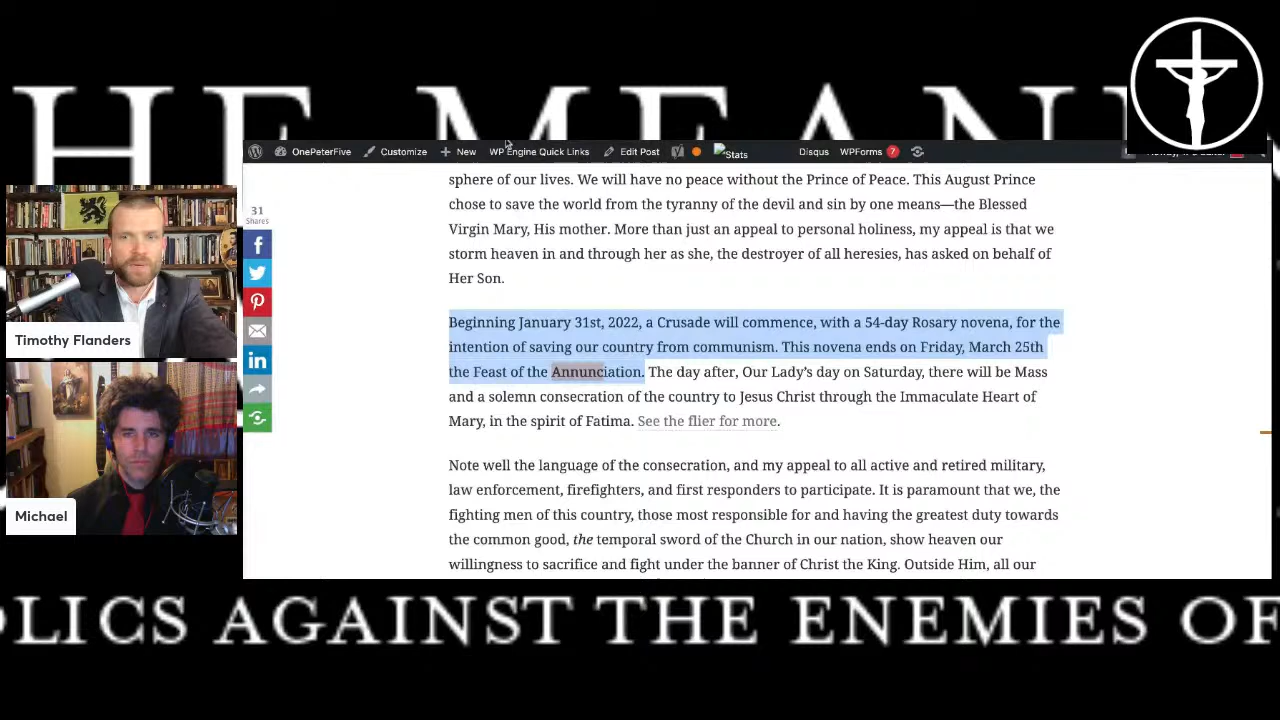 HE MEAN
OnePeterFive Customize New WP Engine Quick Links Edit Post Stats Disqus WPForms 7
31
Shares
sphere of our lives. We will have no peace without the Prince of Peace. This August Prince
chose to save the world from the tyranny of the devil and sin by one means—the Blessed
Virgin Mary, His mother. More than just an appeal to personal holiness, my appeal is that we
storm heaven in and through her as she, the destroyer of all heresies, has asked on behalf of
Her Son.
Beginning January 31st, 2022, a Crusade will commence, with a 54-day Rosary novena, for the
intention of saving our country from communism. This novena ends on Friday, March 25th
the Feast of the Annunciation. The day after, Our Lady’s day on Saturday, there will be Mass
and a solemn consecration of the country to Jesus Christ through the Immaculate Heart of
Mary, in the spirit of Fatima. See the flier for more.
Note well the language of the consecration, and my appeal to all active and retired military,
law enforcement, firefighters, and first responders to participate. It is paramount that we, the
fighting men of this country, those most responsible for and having the greatest duty towards
the common good, the temporal sword of the Church in our nation, show heaven our
willingness to sacrifice and fight under the banner of Christ the King. Outside Him, all our
Timothy Flanders
Michael
OLICS AGAINST THE ENEMIES OF